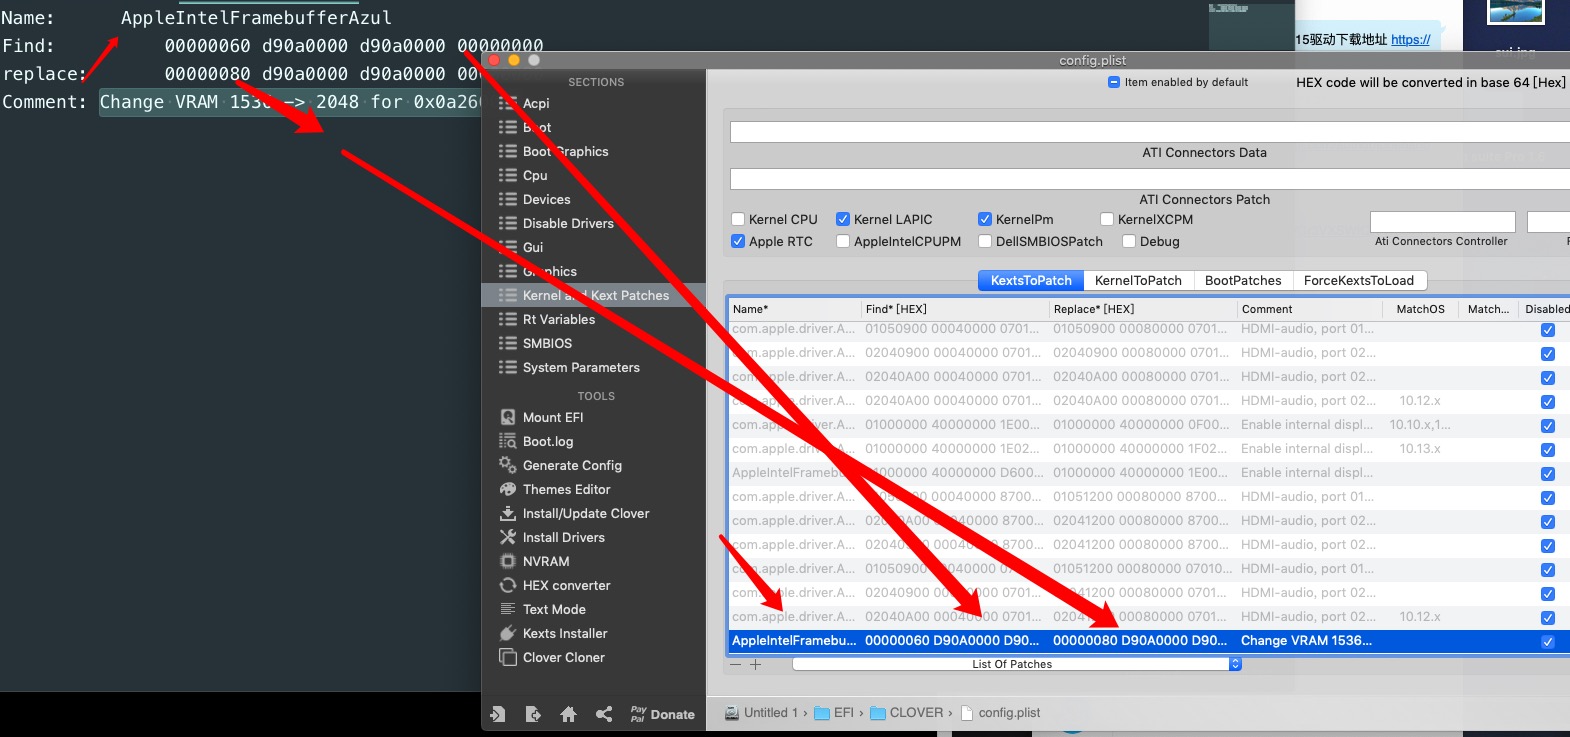 Name: AppleIntelFramebufferAzul
Find: 00000060 d90a0000 d90a0000 00000000
replace: 00000080 d90a0000 d90a0000
Comment: Change VRAM 1536 -> 2048 for
15驱动下载地址 https://
config.plist
SECTIONS
Acpi
Boot
Boot Graphics
Cpu
Devices
Disable Drivers
Gui
Graphics
Kernel and Kext Patches
Rt Variables
SMBIOS
System Parameters
TOOLS
Mount EFI
Boot.log
Generate Config
Themes Editor
Install/Update Clover
Install Drivers
NVRAM
HEX converter
Text Mode
Kexts Installer
Clover Cloner
Pay Pal Donate
Item enabled by default
HEX code will be converted in base 64 [Hex]
ATI Connectors Data
ATI Connectors Patch
Kernel CPU Kernel LAPIC KernelPm KernelXCPM
Apple RTC AppleIntelCPUPM DellSMBIOSPatch Debug
Ati Connectors Controller
KextsToPatch KernelToPatch BootPatches ForceKextsToLoad
Name* Find* [HEX] Replace* [HEX] Comment MatchOS Match... Disabled
com.apple.driver.A... 01050900 00040000 0701... 01050900 00080000 0701... HDMI-audio, port 01...
com.apple.driver.A... 02040900 00040000 0701... 02040900 00080000 0701... HDMI-audio, port 02...
com.apple.driver.A... 02040A00 00040000 0701... 02040A00 00080000 0701... HDMI-audio, port 02...
com.apple.driver.A... 02040A00 00040000 0701... 02040A00 00080000 0701... HDMI-audio, port 02... 10.12.x
com.apple.driver.A... 01000000 40000000 1E00... 01000000 40000000 0F00... Enable internal displ... 10.10.x,1...
com.apple.driver.A... 01000000 40000000 1E02... 01000000 40000000 1F02... Enable internal displ... 10.13.x
AppleIntelFramebu... 01000000 40000000 D600... 01000000 40000000 1E00... Enable internal displ...
com.apple.driver.A... 01051200 00080000 8700... HDMI-audio, port 01...
com.apple.driver.A... 8700... 02041200 00080000 8700... HDMI-audio, port 02...
com.apple.driver.A... 8700... 02041200 00080000 8700... HDMI-audio, port 02...
com.apple.driver.A... 01050900 00040000 01051200 00080000 07010... HDMI-audio, port 01...
com.apple.driver.A... 02040900 00040000 0701... 00080000 0701... HDMI-audio, port 02...
com.apple.driver.A... 02040A00 00040000 0701... 00080000 0701... HDMI-audio, port 02... 10.12.x
AppleIntelFramebu... 00000060 D90A0000 D90... 00000080 D90A0000 D90... Change VRAM 1536...
List Of Patches
Untitled 1 › EFI › CLOVER › config.plist